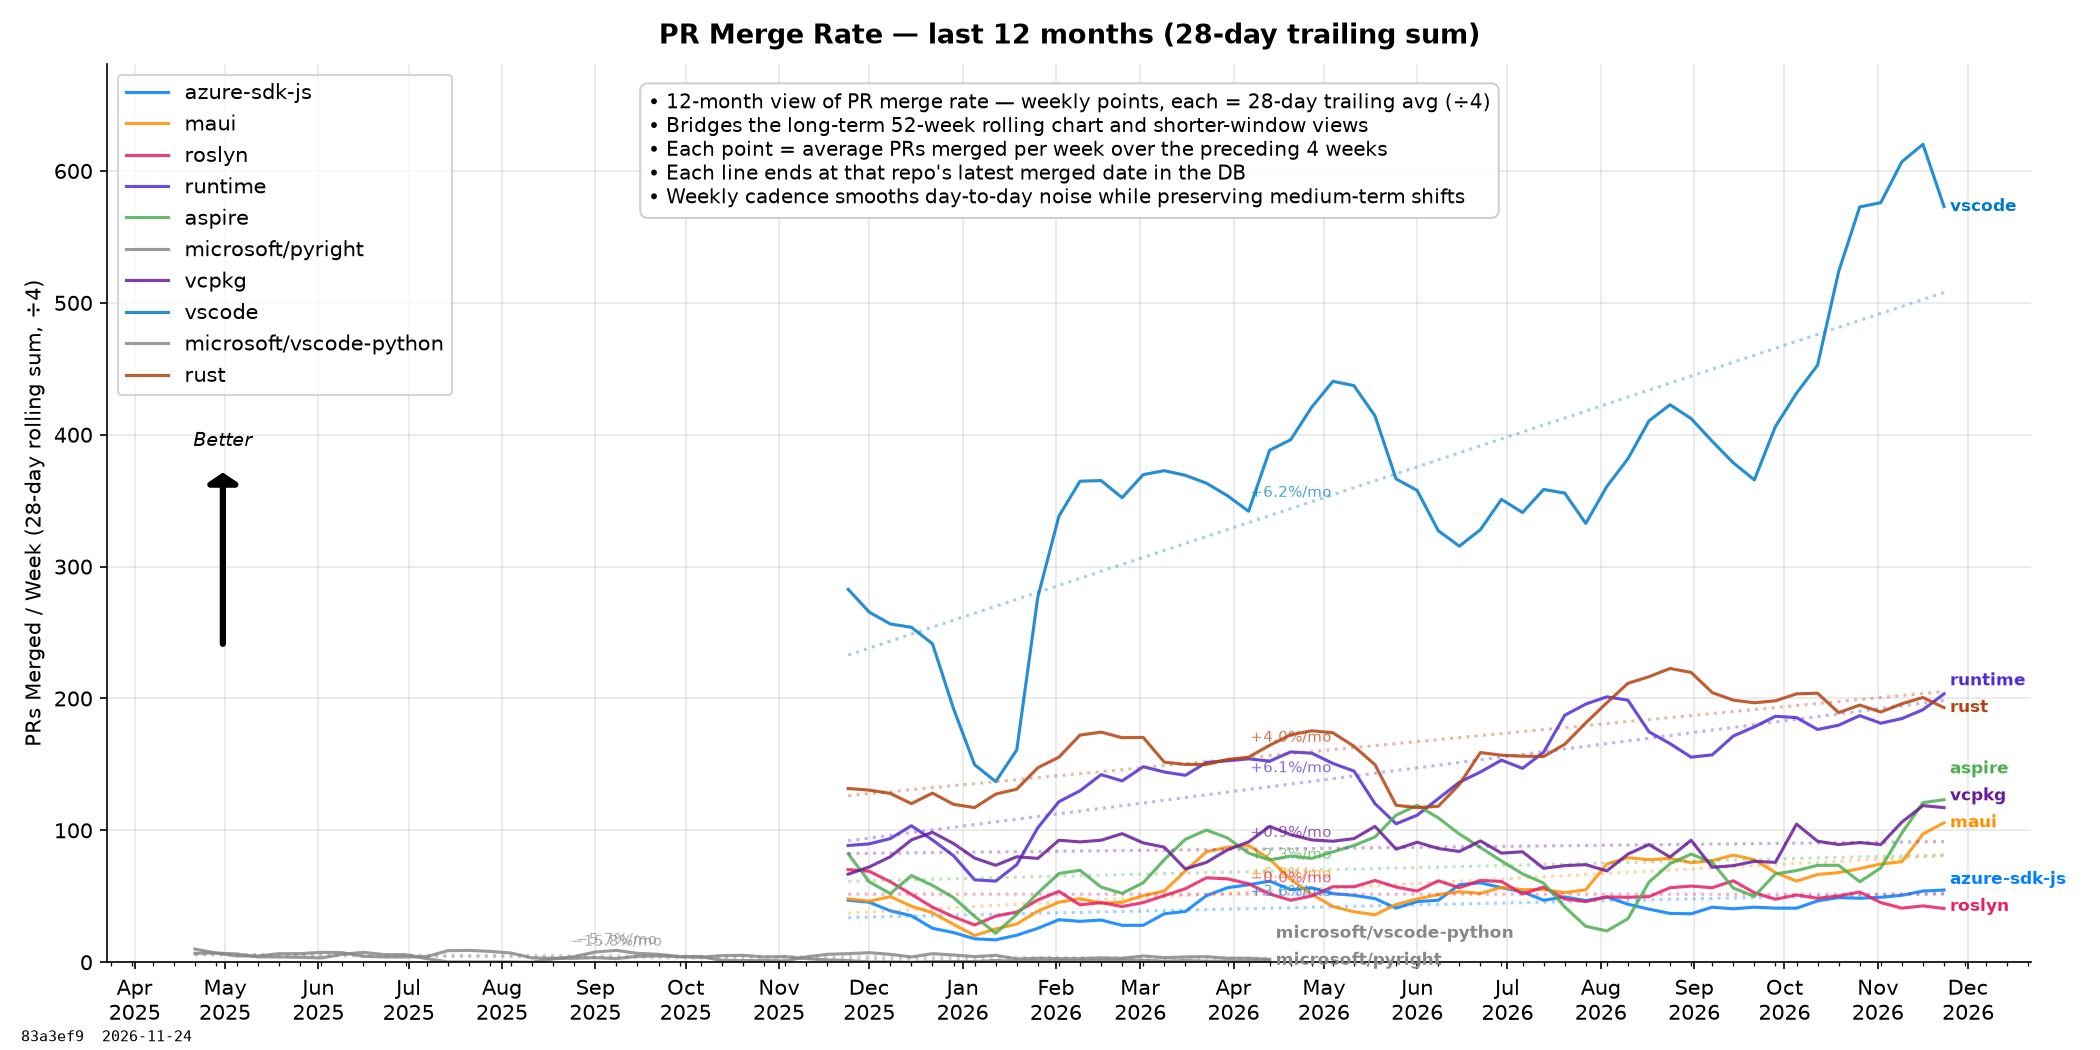 PR Merge Rate — last 12 months (28-day trailing sum)
azure-sdk-js
maui
roslyn
runtime
aspire
microsoft/pyright
vcpkg
vscode
microsoft/vscode-python
rust
• 12-month view of PR merge rate — weekly points, each = 28-day trailing avg (÷4)
• Bridges the long-term 52-week rolling chart and shorter-window views
• Each point = average PRs merged per week over the preceding 4 weeks
• Each line ends at that repo's latest merged date in the DB
• Weekly cadence smooths day-to-day noise while preserving medium-term shifts
PRs Merged / Week (28-day rolling sum, ÷4)
600
500
400
300
200
100
0
Better
vscode
+6.2%/mo
runtime
rust
+4.0%/mo
+6.1%/mo
aspire
vcpkg
maui
+0.9%/mo
+2.3%/mo
azure-sdk-js
roslyn
microsoft/vscode-python
microsoft/pyright
Apr 2025
May 2025
Jun 2025
Jul 2025
Aug 2025
Sep 2025
Oct 2025
Nov 2025
Dec 2025
Jan 2026
Feb 2026
Mar 2026
Apr 2026
May 2026
Jun 2026
Jul 2026
Aug 2026
Sep 2026
Oct 2026
Nov 2026
Dec 2026
83a3ef9 2026-11-24